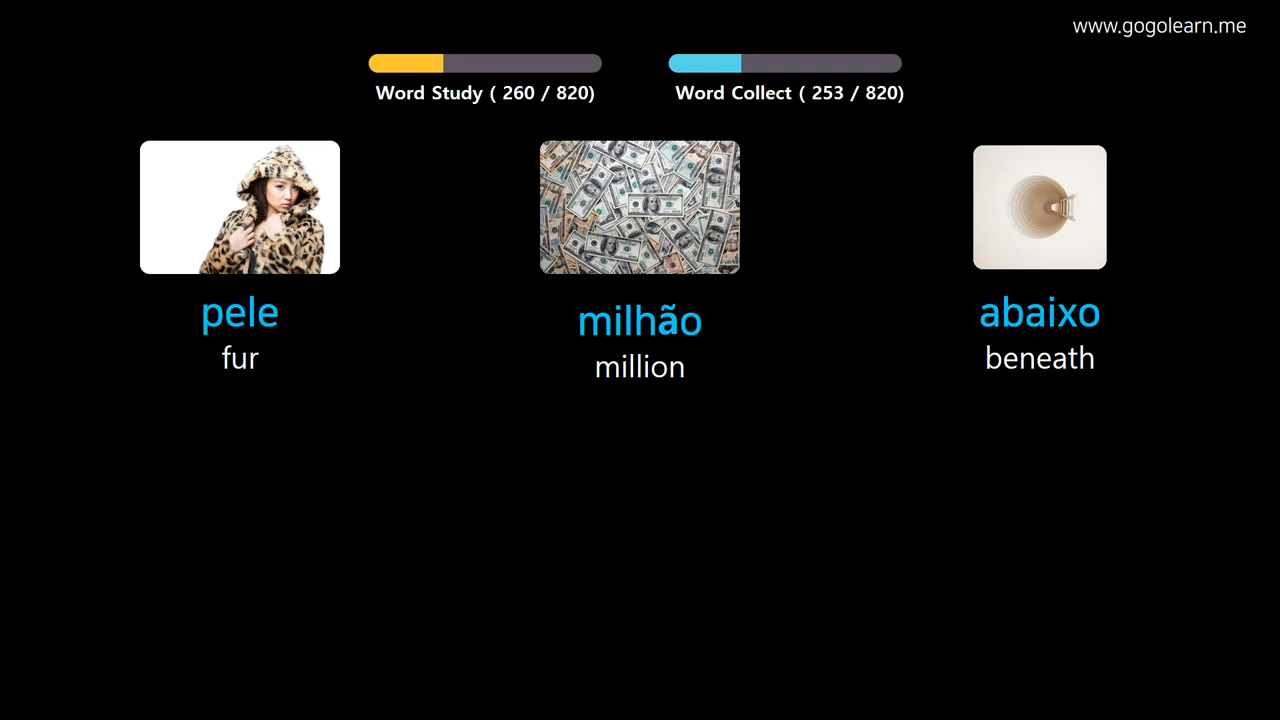 www.gogolearn.me
Word Study ( 260 / 820)
Word Collect ( 253 / 820)
pele
fur
milhão
million
abaixo
beneath